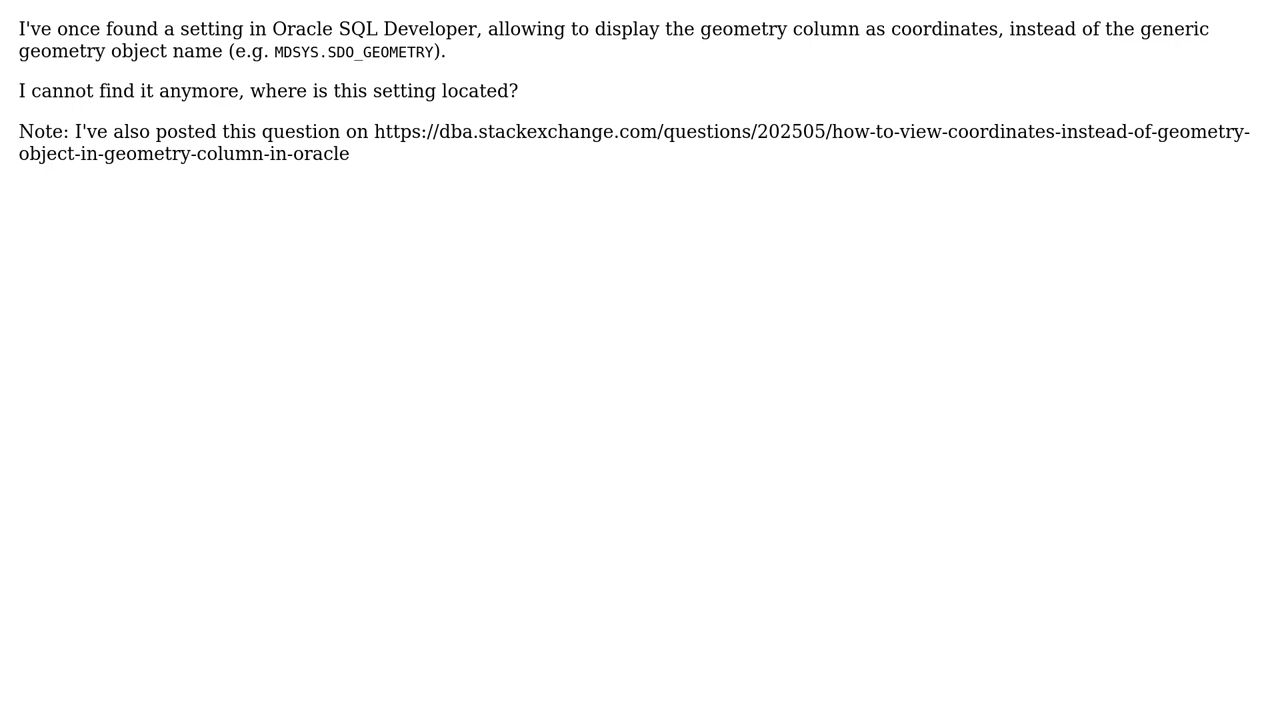 I've once found a setting in Oracle SQL Developer, allowing to display the geometry column as coordinates, instead of the generic
geometry object name (e.g. MDSYS.SDO_GEOMETRY).
I cannot find it anymore, where is this setting located?
Note: I've also posted this question on https://dba.stackexchange.com/questions/202505/how-to-view-coordinates-instead-of-geometry-
object-in-geometry-column-in-oracle